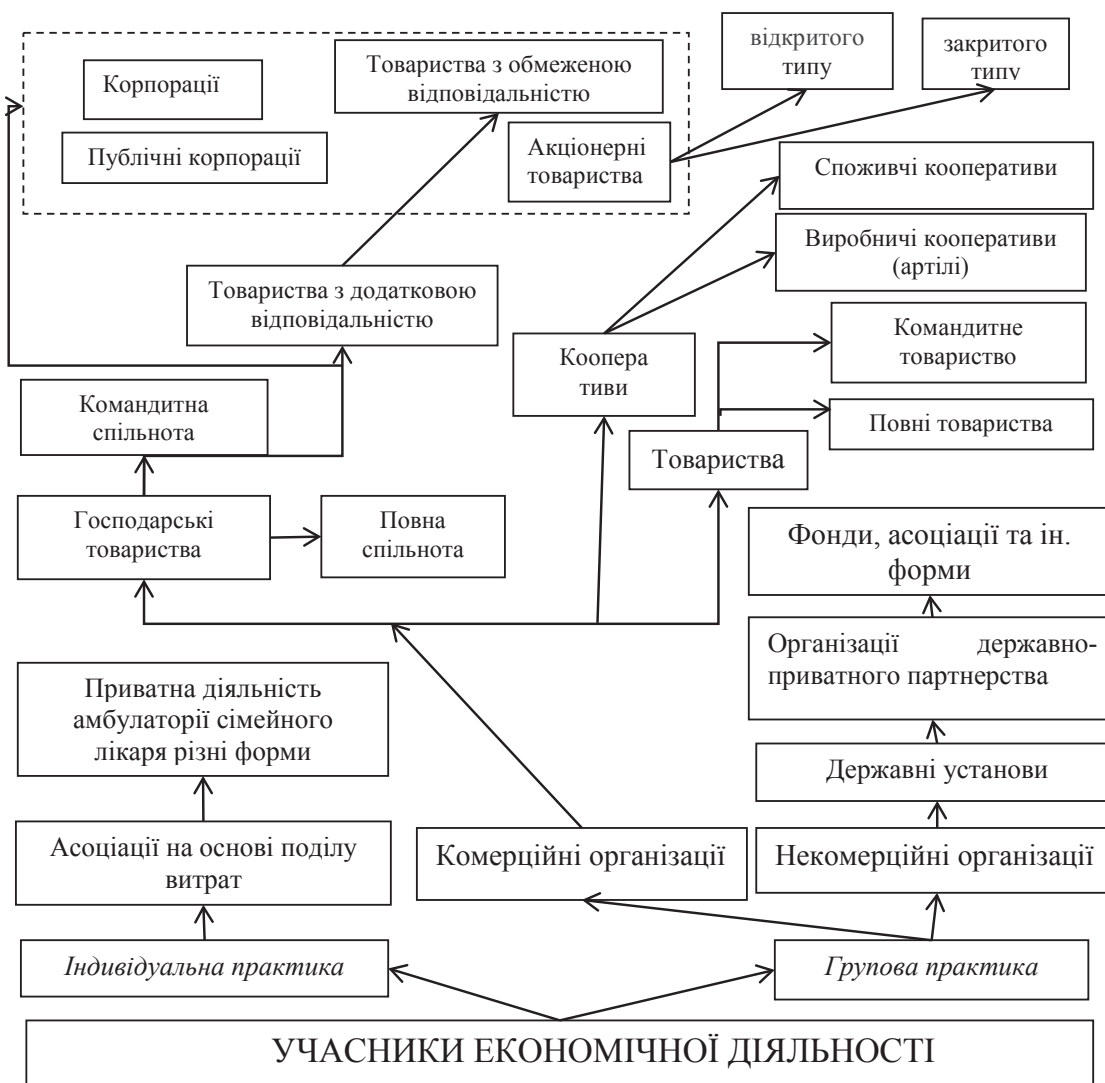 Корпорації
Публічні корпорації
Товариства з обмеженою
відповідальністю
Акціонерні
товариства
відкритого
типу
закритого
типу
Споживчі кооперативи
Виробничі кооперативи
(артілі)
Товариства з додатковою
відповідальністю
Коопера
тиви
Командитне
товариство
Командитна
спільнота
Повні товариства
Товариства
Господарські
товариства
Повна
спільнота
Фонди, асоціації та ін.
форми
Організації державно-
приватного партнерства
Приватна діяльність
амбулаторії сімейного
лікаря різні форми
Державні установи
Асоціації на основі поділу
витрат
Комерційні організації
Некомерційні організації
Індивідуальна практика
Групова практика
УЧАСНИКИ ЕКОНОМІЧНОЇ ДІЯЛЬНОСТІ